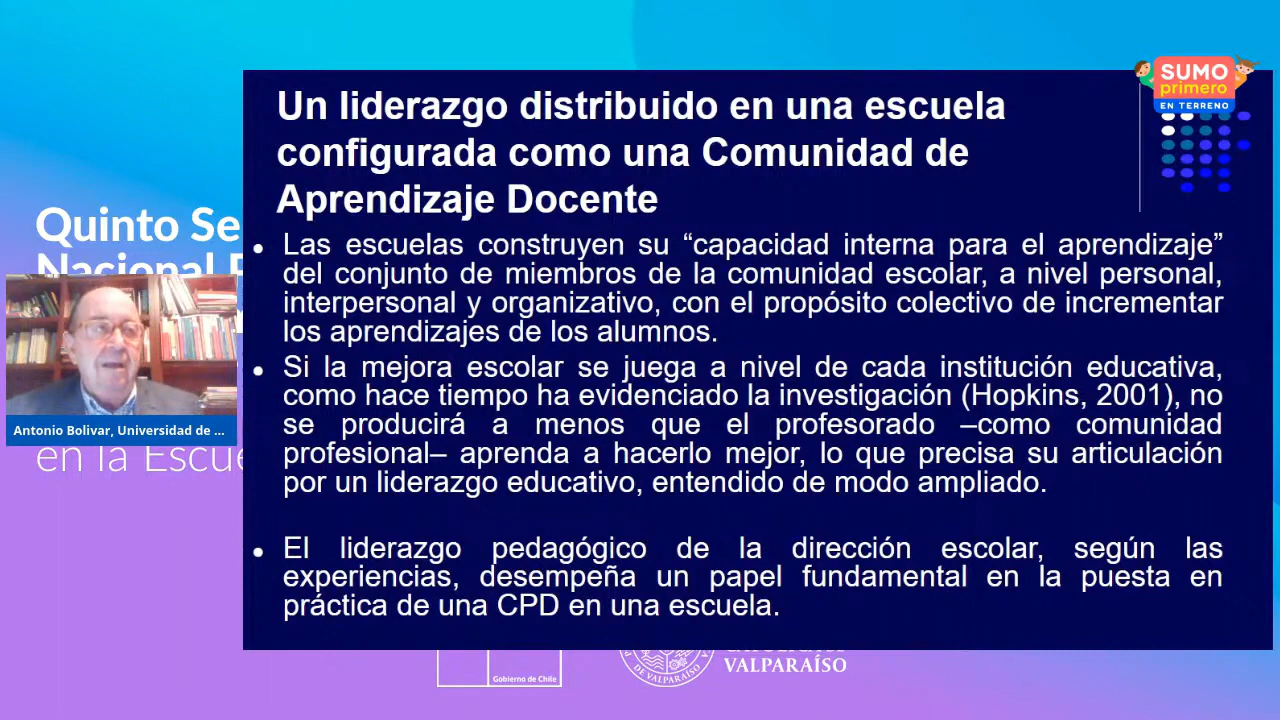 SUMO
primero
EN TERRENO
Un liderazgo distribuido en una escuela
configurada como una Comunidad de
Aprendizaje Docente
• Las escuelas construyen su “capacidad interna para el aprendizaje”
del conjunto de miembros de la comunidad escolar, a nivel personal,
interpersonal y organizativo, con el propósito colectivo de incrementar
los aprendizajes de los alumnos.
• Si la mejora escolar se juega a nivel de cada institución educativa,
como hace tiempo ha evidenciado la investigación (Hopkins, 2001), no
se producirá a menos que el profesorado –como comunidad
profesional– aprenda a hacerlo mejor, lo que precisa su articulación
por un liderazgo educativo, entendido de modo ampliado.
• El liderazgo pedagógico de la dirección escolar, según las
experiencias, desempeña un papel fundamental en la puesta en
práctica de una CPD en una escuela.
Quinto Se
Nacional
Antonio Bolivar, Universidad de ...
en la Escue
Gobierno de Chile
DE VALPARAÍSO
VALPARAÍSO